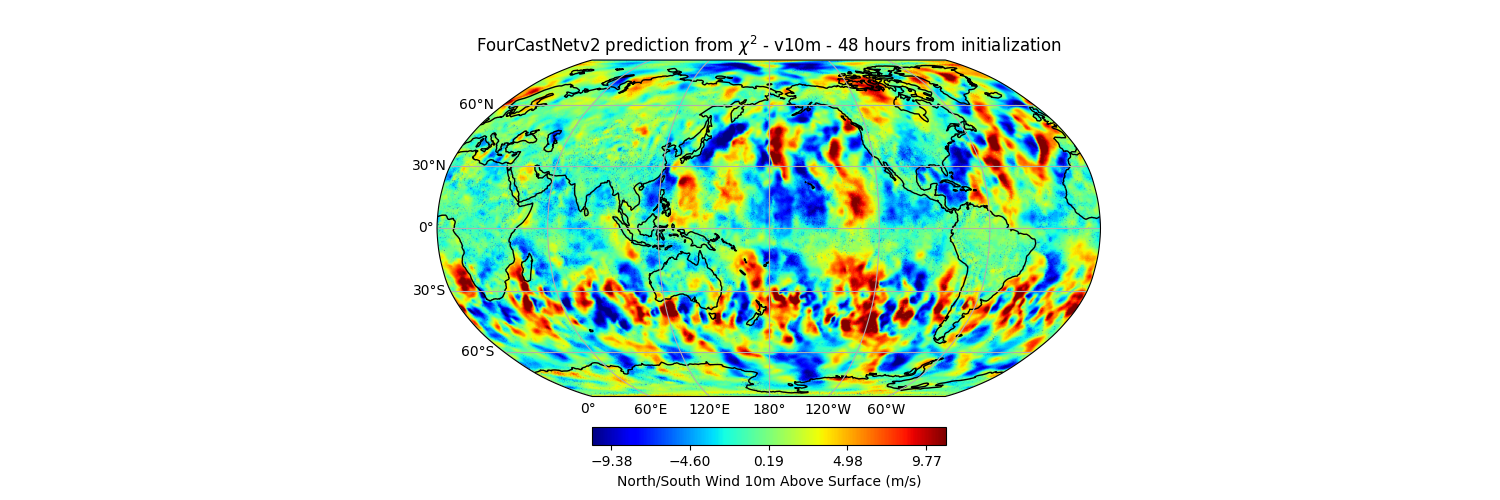 FourCastNetv2 prediction from χ² - v10m - 48 hours from initialization
60°N
30°N
0°
30°S
60°S
0° 60°E 120°E 180° 120°W 60°W
−9.38 −4.60 0.19 4.98 9.77
North/South Wind 10m Above Surface (m/s)